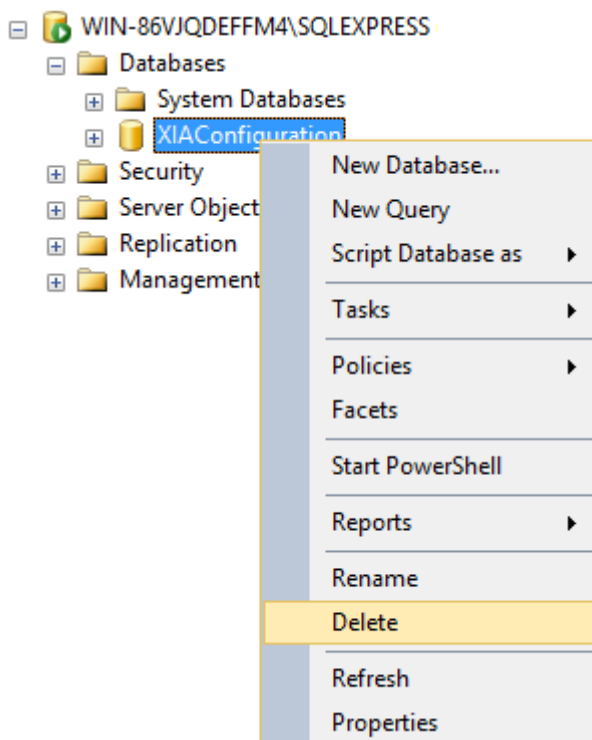 WIN-86VJQDEFFM4\SQLEXPRESS
Databases
System Databases
XIAConfiguration
Security
Server Object
Replication
Management
New Database...
New Query
Script Database as
Tasks
Policies
Facets
Start PowerShell
Reports
Rename
Delete
Refresh
Properties